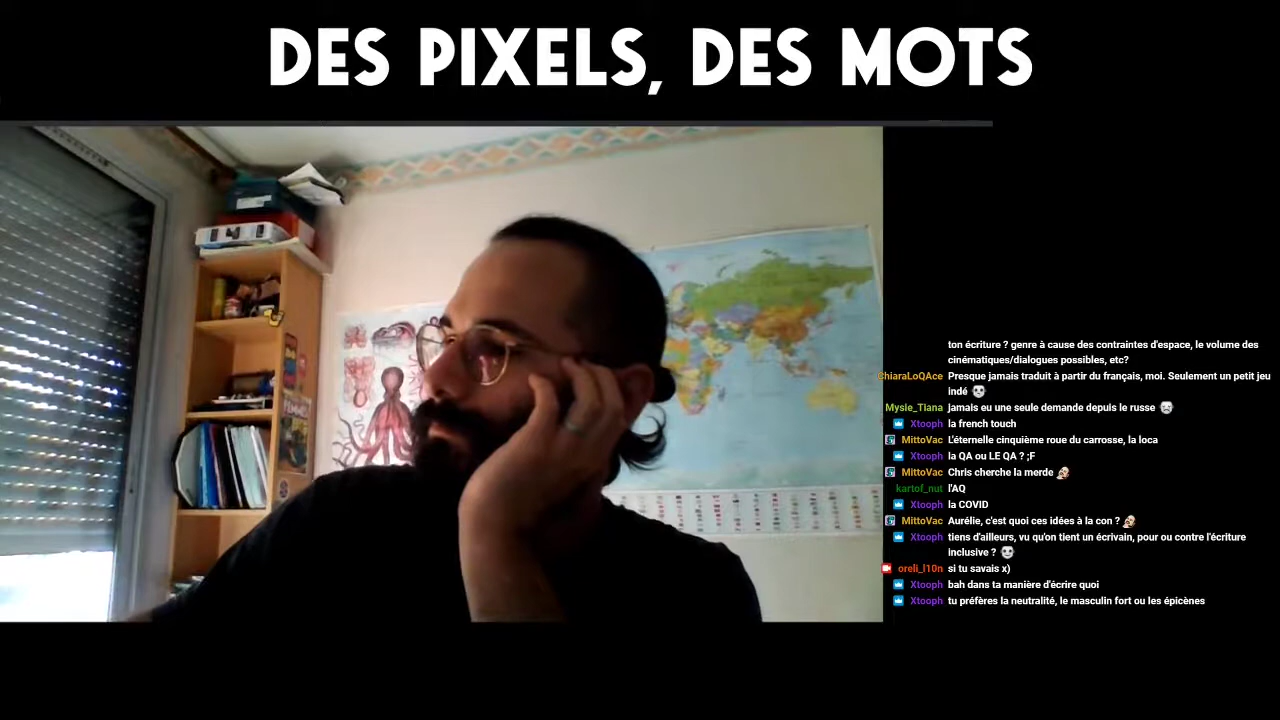 DES PIXELS, DES MOTS
ton écriture ? genre à cause des contraintes d'espace, le volume des
cinématiques/dialogues possibles, etc?
ChiaraLoQAce Presque jamais traduit à partir du français, moi. Seulement un petit jeu
indé
Mysie_Tiana jamais eu une seule demande depuis le russe
Xtooph la french touch
MittoVac L'éternelle cinquième roue du carrosse, la loca
Xtooph la QA ou LE QA ? ;F
MittoVac Chris cherche la merde
kartof_nut l'AQ
Xtooph la COVID
MittoVac Aurélie, c'est quoi ces idées à la con ?
Xtooph tiens d'ailleurs, vu qu'on tient un écrivain, pour ou contre l'écriture
inclusive ?
oreli_l10n si tu savais x)
Xtooph bah dans ta manière d'écrire quoi
Xtooph tu préfères la neutralité, le masculin fort ou les épicènes